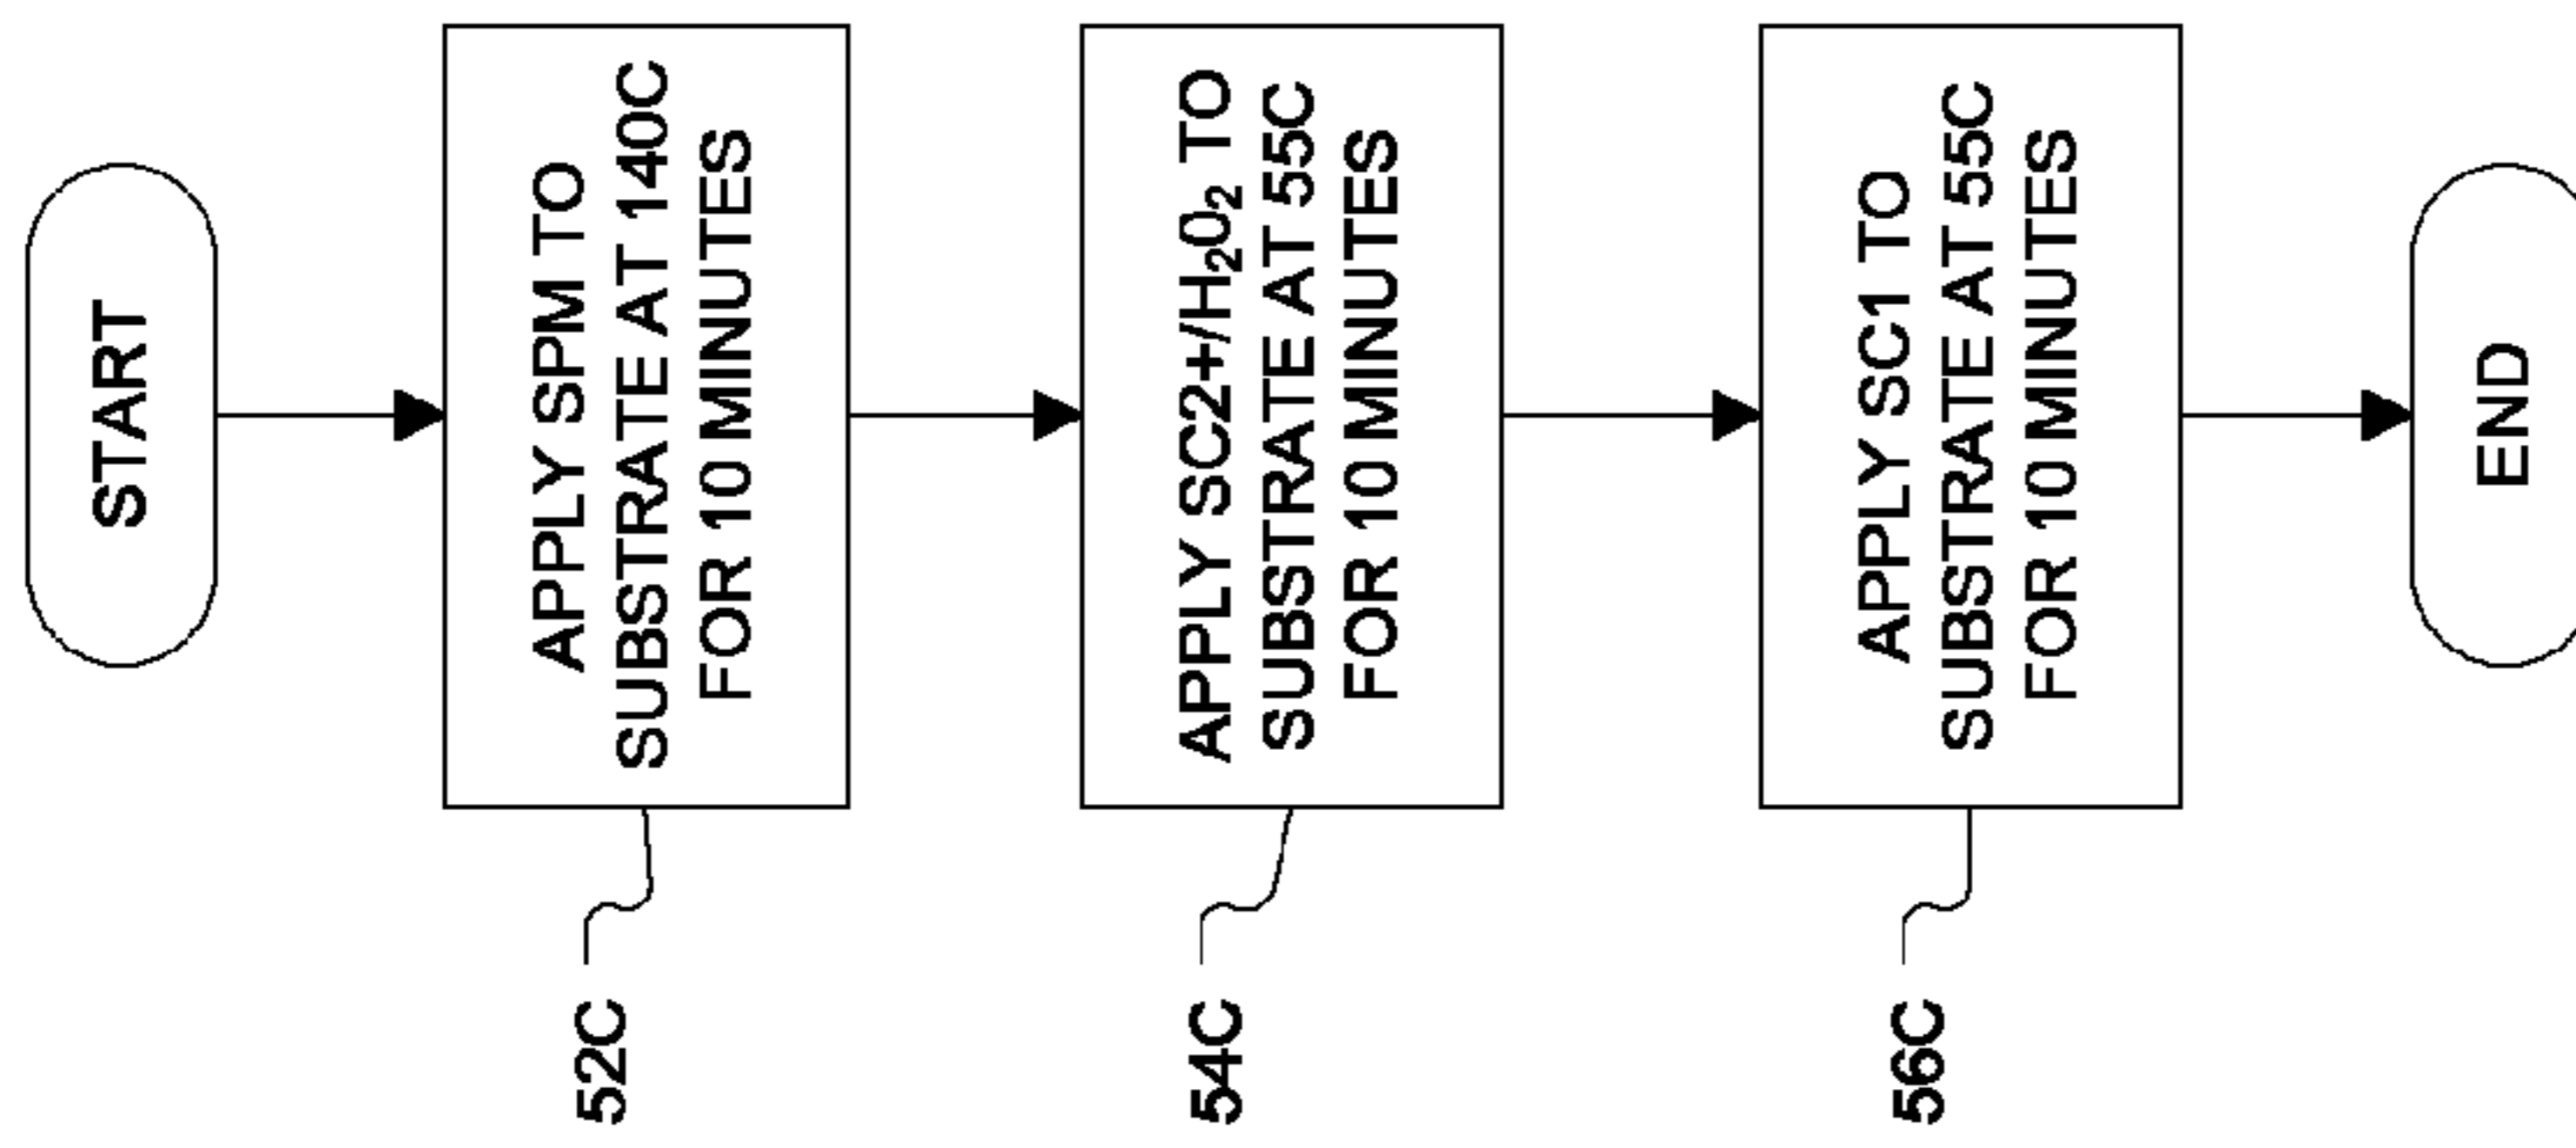 START
APPLY SPM TO
SUBSTRATE AT 140C
FOR 10 MINUTES
52C
APPLY SC2+/H₂O₂ TO
SUBSTRATE AT 55C
FOR 10 MINUTES
54C
APPLY SC1 TO
SUBSTRATE AT 55C
FOR 10 MINUTES
56C
END